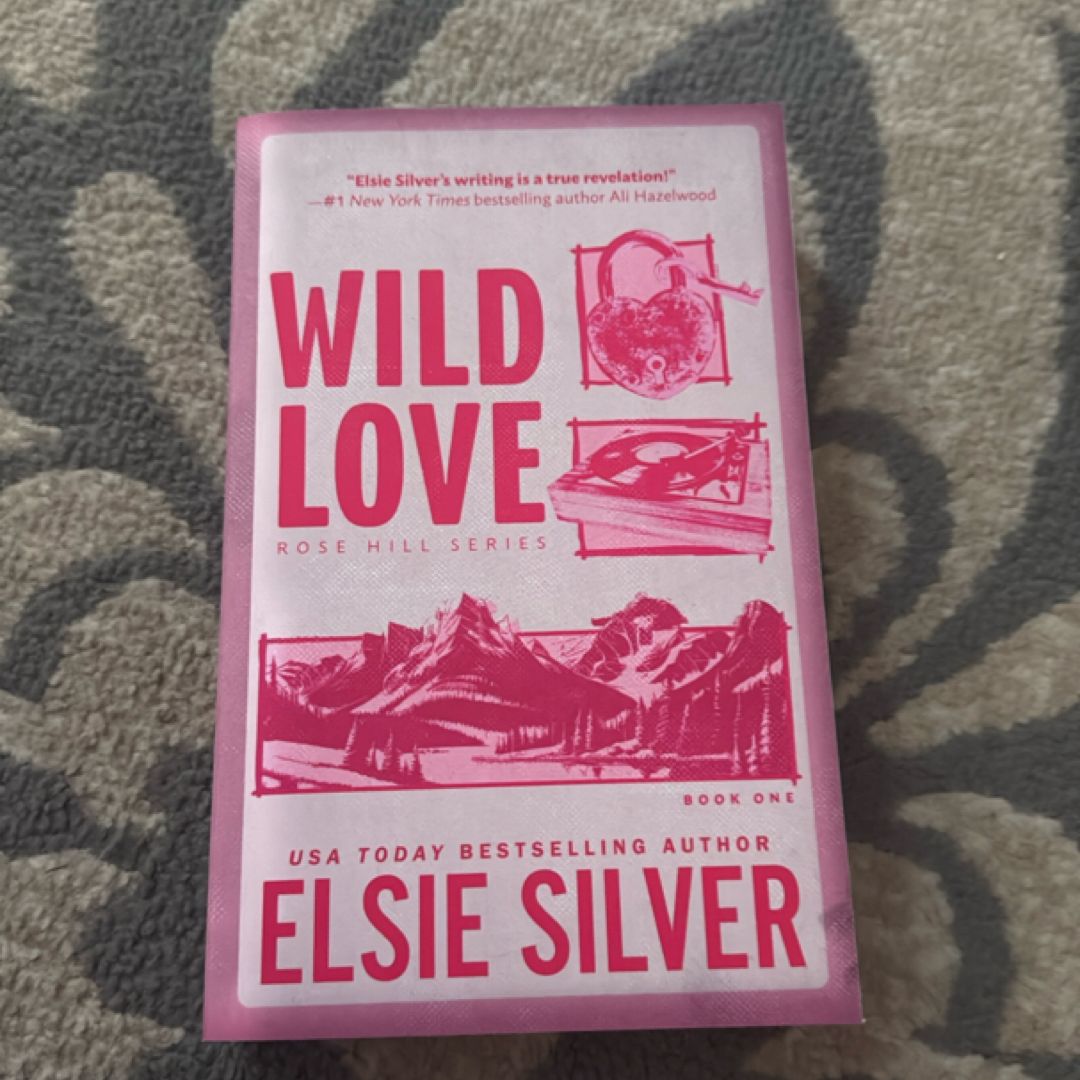 "Elsie Silver's writing is a true revelation!"
—#1 New York Times bestselling author Ali Hazelwood
WILD
LOVE
ROSE HILL SERIES
BOOK ONE
USA TODAY BESTSELLING AUTHOR
ELSIE SILVER